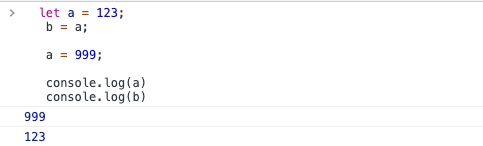 > let a = 123;
b = a;
a = 999;
console.log(a)
console.log(b)
999
123